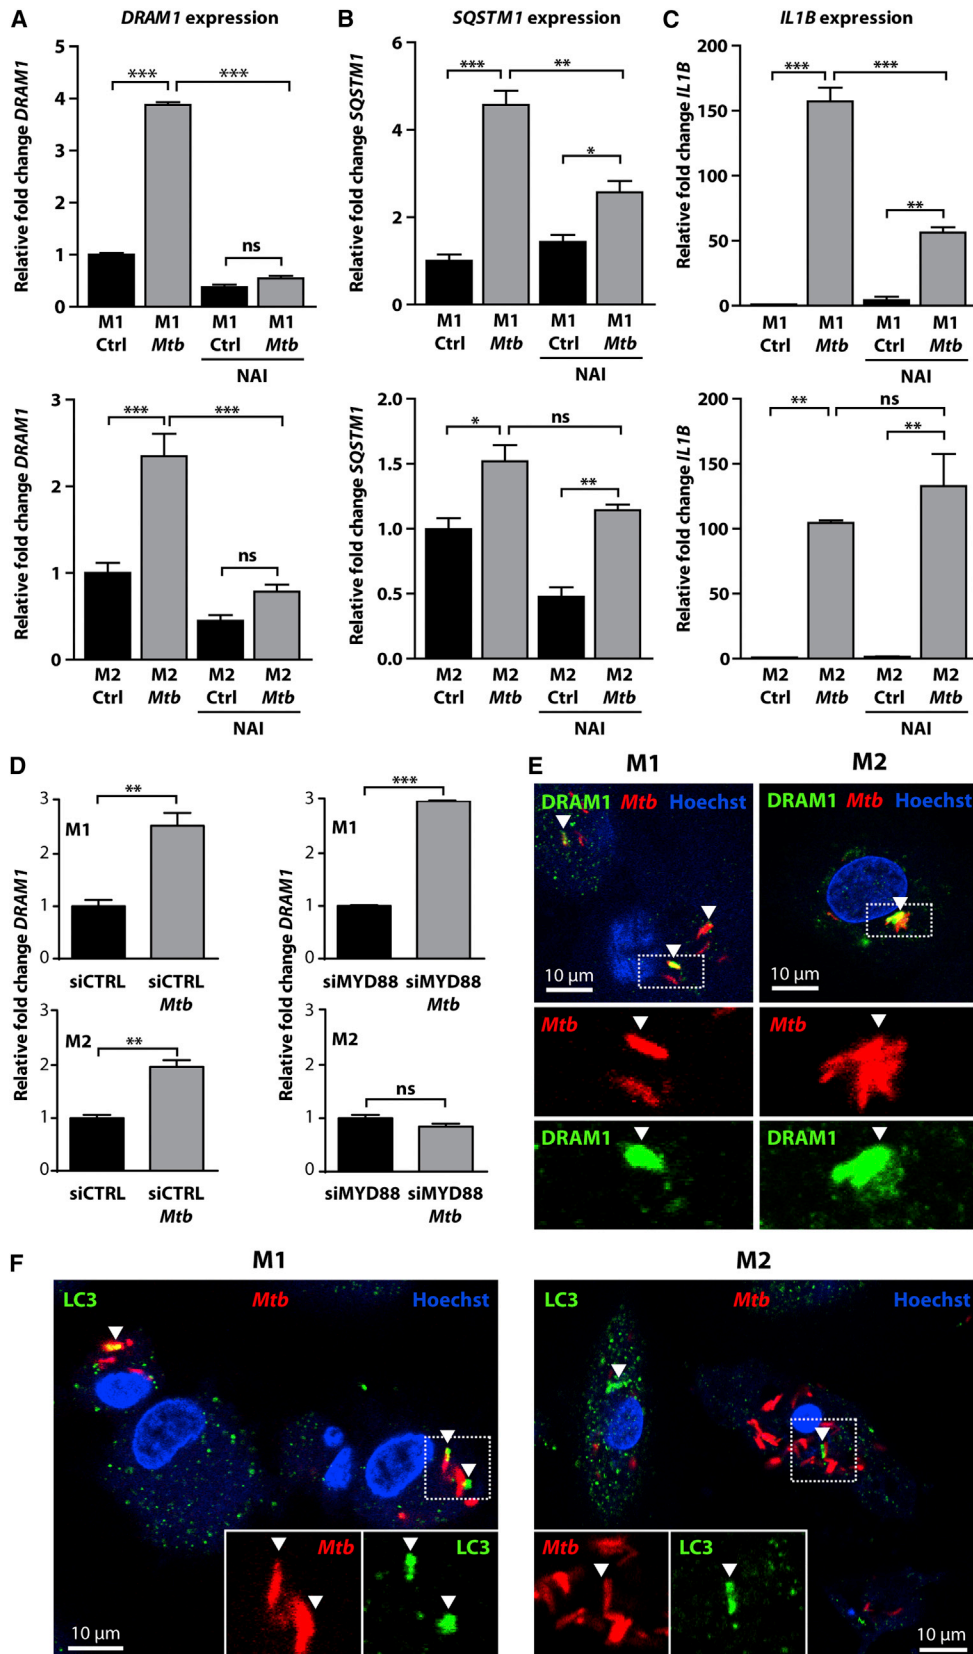 A DRAM1 expression
B SQSTM1 expression
C IL1B expression
Relative fold change DRAM1
5
4
3
2
1
0
***
***
ns
M1 Ctrl
M1 Mtb
M1 Ctrl
M1 Mtb
NAI
Relative fold change SQSTM1
6
4
2
0
***
**
*
M1 Ctrl
M1 Mtb
M1 Ctrl
M1 Mtb
NAI
Relative fold change IL1B
200
150
100
50
0
***
***
**
M1 Ctrl
M1 Mtb
M1 Ctrl
M1 Mtb
NAI
Relative fold change DRAM1
3
2
1
0
***
***
ns
M2 Ctrl
M2 Mtb
M2 Ctrl
M2 Mtb
NAI
Relative fold change SQSTM1
2.0
1.5
1.0
0.5
0.0
*
ns
**
M2 Ctrl
M2 Mtb
M2 Ctrl
M2 Mtb
NAI
Relative fold change IL1B
200
150
100
50
0
**
ns
**
M2 Ctrl
M2 Mtb
M2 Ctrl
M2 Mtb
NAI
D
Relative fold change DRAM1
3
2
1
0
**
M1
siCTRL
siCTRL Mtb
3
2
1
0
**
M2
siCTRL
siCTRL Mtb
Relative fold change DRAM1
3
2
1
0
***
M1
siMYD88
siMYD88 Mtb
3
2
1
0
ns
M2
siMYD88
siMYD88 Mtb
E
M1
M2
DRAM1 Mtb Hoechst
10 µm
Mtb
DRAM1
DRAM1 Mtb Hoechst
10 µm
Mtb
DRAM1
F
M1
M2
LC3 Mtb Hoechst
Mtb
LC3
10 µm
LC3 Mtb Hoechst
Mtb
LC3
10 µm